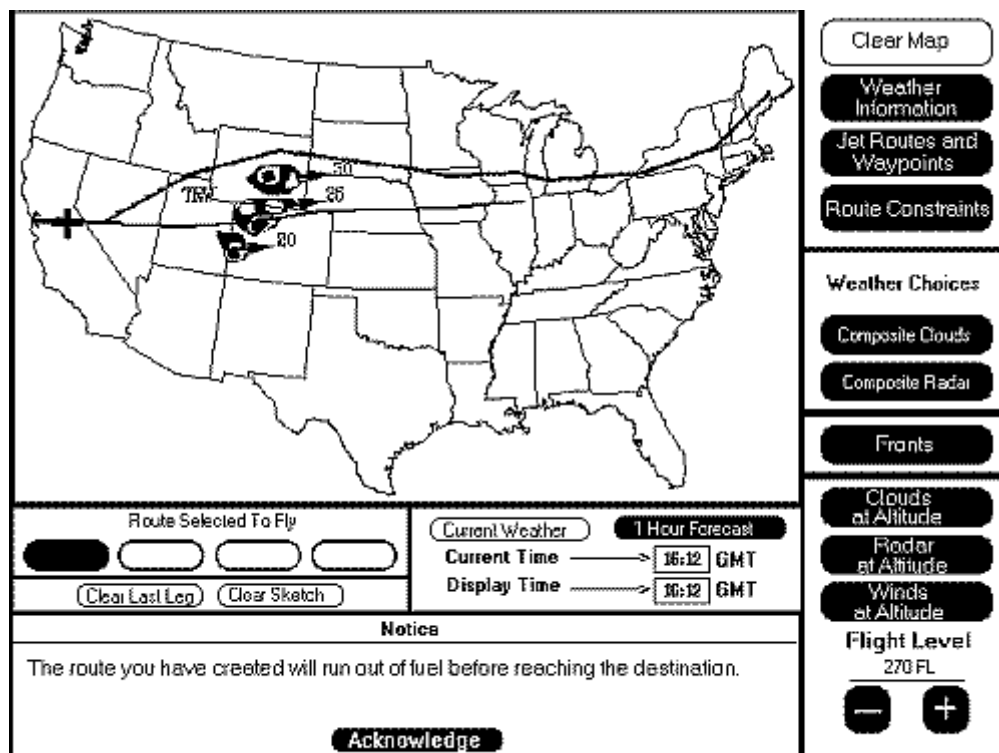 50
TRW
25
20
Clear Map
Weather
Information
Jet Routes and
Waypoints
Route Constraints
Weather Choices
Composite Clouds
Composite Radar
Fronts
Clouds
at Altitude
Radar
at Altitude
Winds
at Altitude
Flight Level
270 FL
− +
Route Selected To Fly
Clear Last Leg Clear Sketch
Current Weather 1 Hour Forecast
Current Time 16:12 GMT
Display Time 16:12 GMT
Notice
The route you have created will run out of fuel before reaching the destination.
Acknowledge